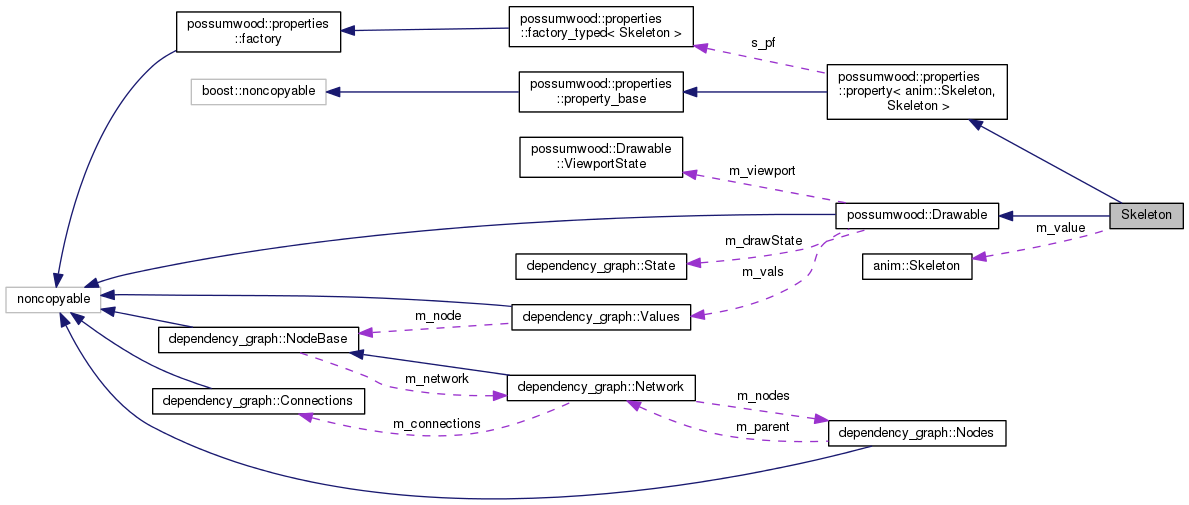 possumwood::properties
::factory
possumwood::properties
::factory_typed< Skeleton >
s_pf
boost::noncopyable
possumwood::properties
::property_base
possumwood::properties
::property< anim::Skeleton,
Skeleton >
possumwood::Drawable
::ViewportState
m_viewport
possumwood::Drawable
Skeleton
m_value
m_drawState
dependency_graph::State
anim::Skeleton
m_vals
noncopyable
dependency_graph::Values
m_node
dependency_graph::NodeBase
m_network
dependency_graph::Network
m_nodes
dependency_graph::Connections
m_connections
m_parent
dependency_graph::Nodes